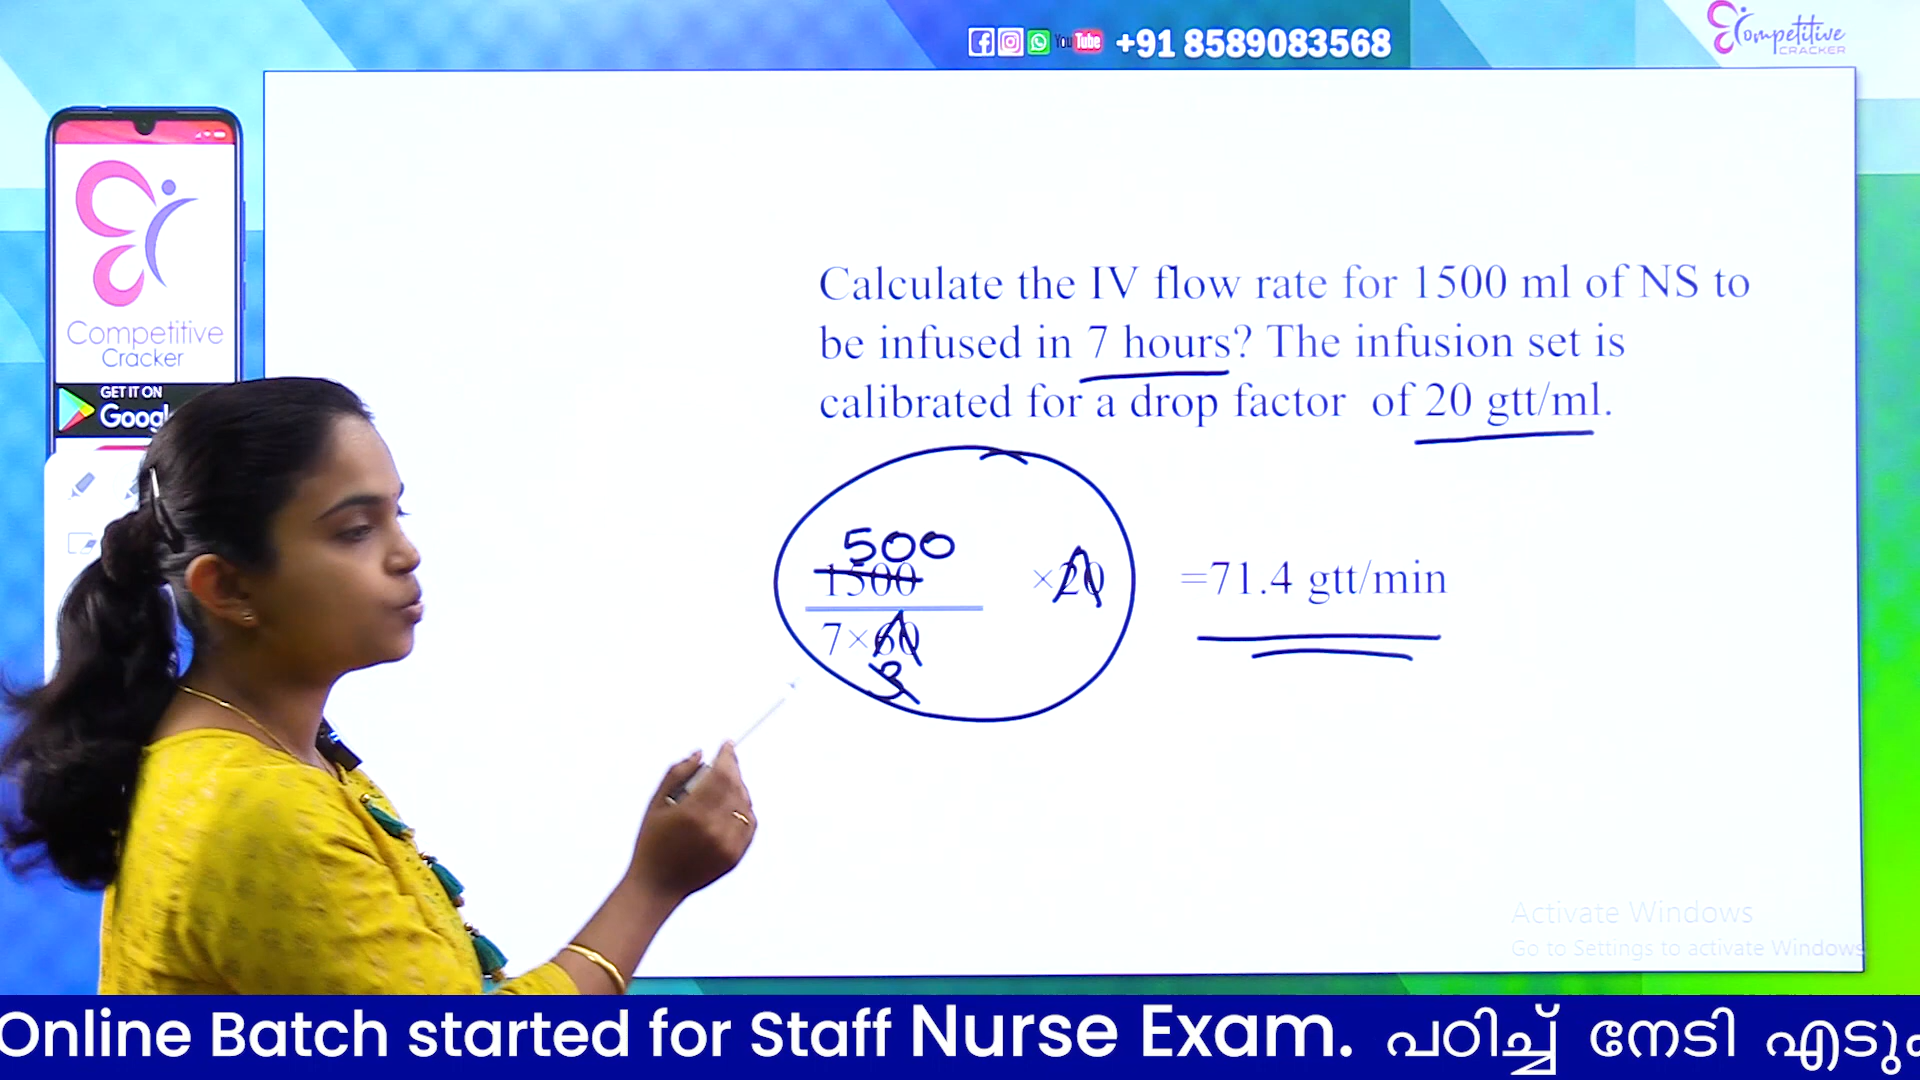 You Tube +91 8589083568
Competitive
CRACKER
Competitive
Cracker
GET IT ON
Calculate the IV flow rate for 1500 ml of NS to
be infused in 7 hours? The infusion set is
calibrated for a drop factor of 20 gtt/ml.
500
1500 ×20 =71.4 gtt/min
7×60
3
Activate Windows
Go to Settings to activate Windows
Online Batch started for Staff Nurse Exam. പഠിച്ച് നേടി